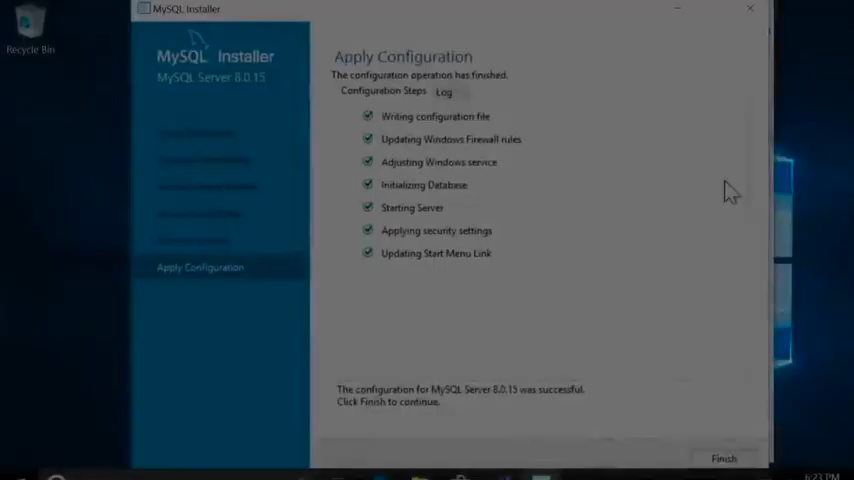 MySQL Installer
Recycle Bin
MySQL Installer
MySQL Server 8.0.15
Apply Configuration
Apply Configuration
The configuration operation has finished.
Configuration Steps
Log
Writing configuration file
Updating Windows Firewall rules
Adjusting Windows service
Initializing Database
Starting Server
Applying security settings
Updating Start Menu Link
The configuration for MySQL Server 8.0.15 was successful.
Click Finish to continue.
Finish
6:23 PM